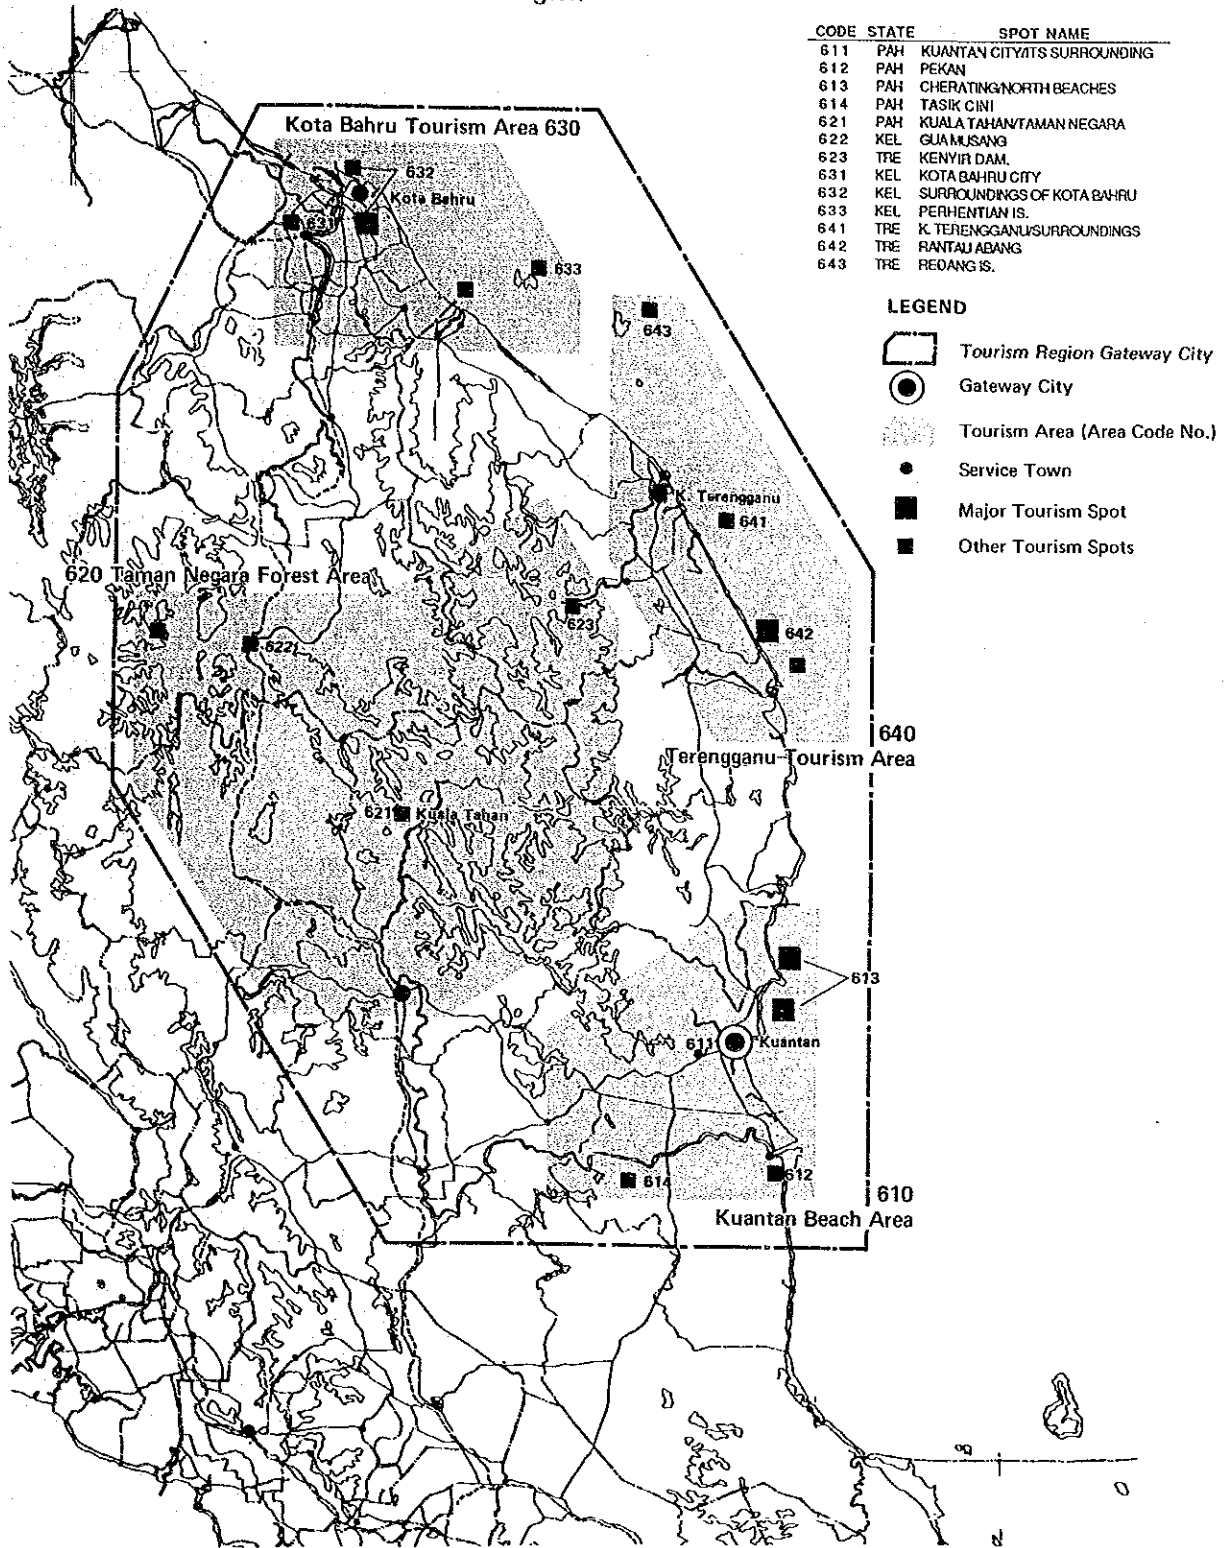 CODE STATE SPOT NAME
611 PAH KUANTAN CITY/ITS SURROUNDING
612 PAH PEKAN
613 PAH CHERATING/NORTH BEACHES
614 PAH TASIK CINI
621 PAH KUALA TAHAN/TAMAN NEGARA
622 KEL GUA MUSANG
623 TRE KENYIR DAM.
631 KEL KOTA BAHRU CITY
632 KEL SURROUNDINGS OF KOTA BAHRU
633 KEL PERHENTIAN IS.
641 TRE K. TERENGGANU/SURROUNDINGS
642 TRE RANTAU ABANG
643 TRE REDANG IS.
LEGEND
Tourism Region Gateway City
Gateway City
Tourism Area (Area Code No.)
Service Town
Major Tourism Spot
Other Tourism Spots
Kota Bahru Tourism Area 630
632
Kota Bahru
631
633
643
K. Terengganu
641
620 Taman Negara Forest Area
623
622
642
640
Terengganu Tourism Area
621 Kuala Tahan
613
611 Kuantan
614
612
610
Kuantan Beach Area